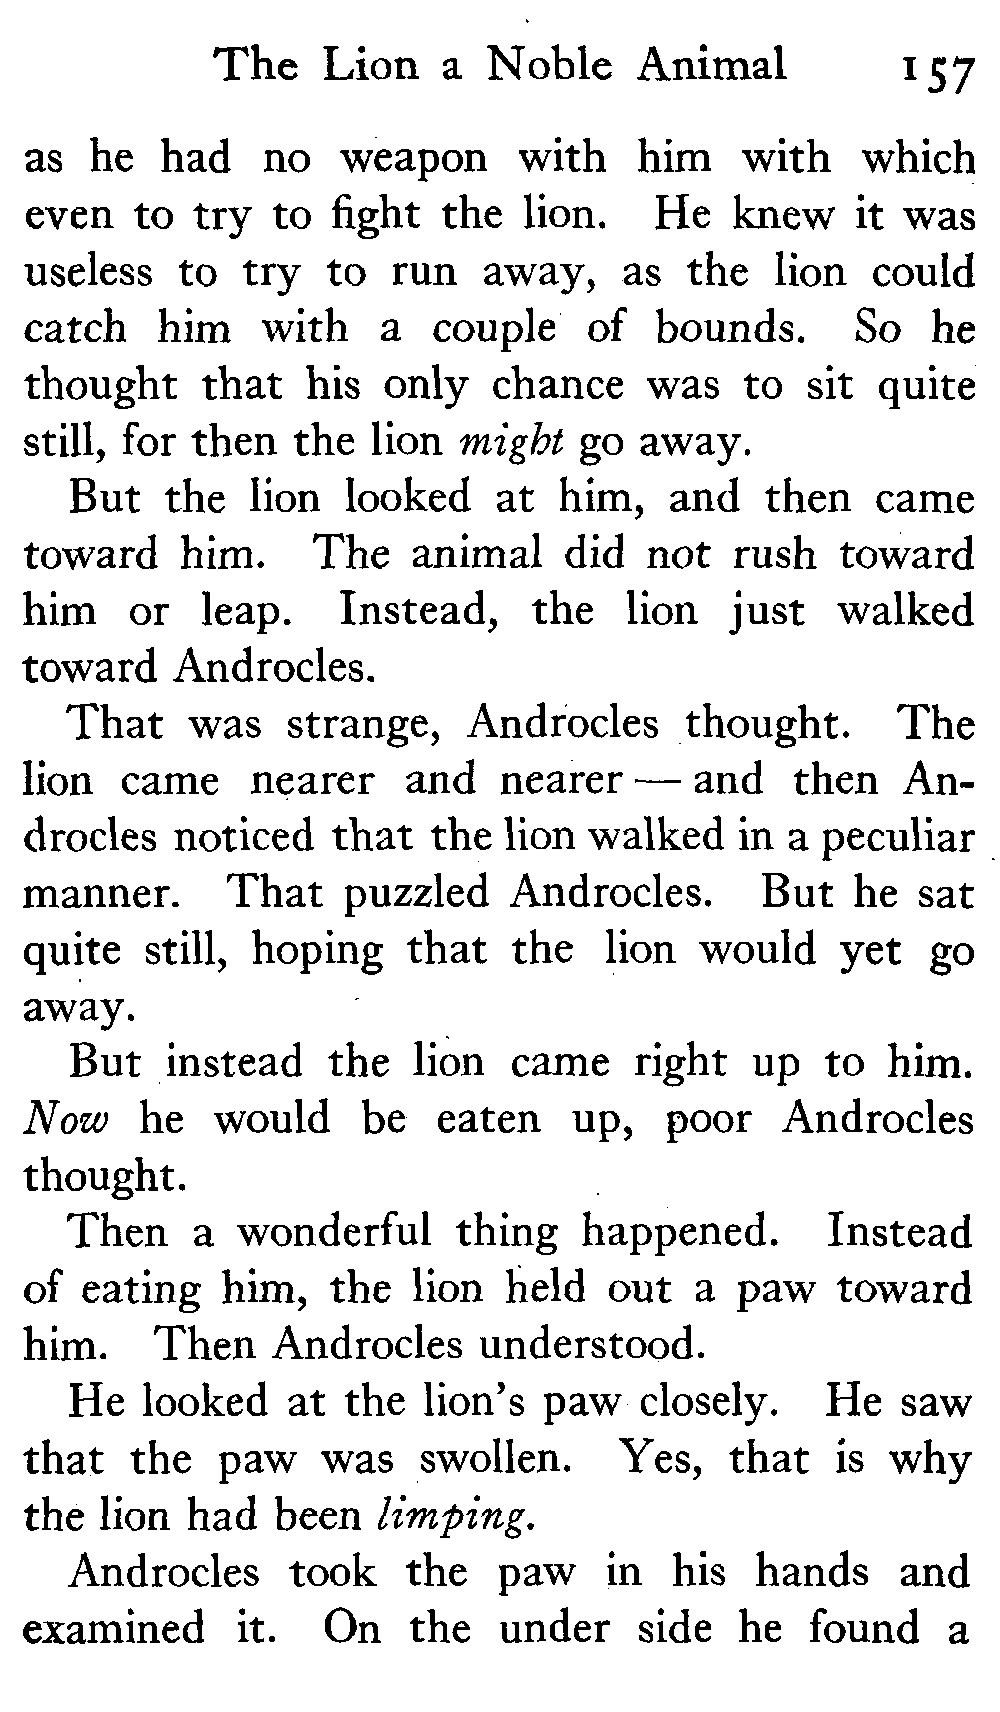 The Lion a Noble Animal 157
as he had no weapon with him with which
even to try to fight the lion. He knew it was
useless to try to run away, as the lion could
catch him with a couple of bounds. So he
thought that his only chance was to sit quite
still, for then the lion might go away.
But the lion looked at him, and then came
toward him. The animal did not rush toward
him or leap. Instead, the lion just walked
toward Androcles.
That was strange, Androcles thought. The
lion came nearer and nearer — and then An-
drocles noticed that the lion walked in a peculiar
manner. That puzzled Androcles. But he sat
quite still, hoping that the lion would yet go
away.
But instead the lion came right up to him.
Now he would be eaten up, poor Androcles
thought.
Then a wonderful thing happened. Instead
of eating him, the lion held out a paw toward
him. Then Androcles understood.
He looked at the lion's paw closely. He saw
that the paw was swollen. Yes, that is why
the lion had been limping.
Androcles took the paw in his hands and
examined it. On the under side he found a